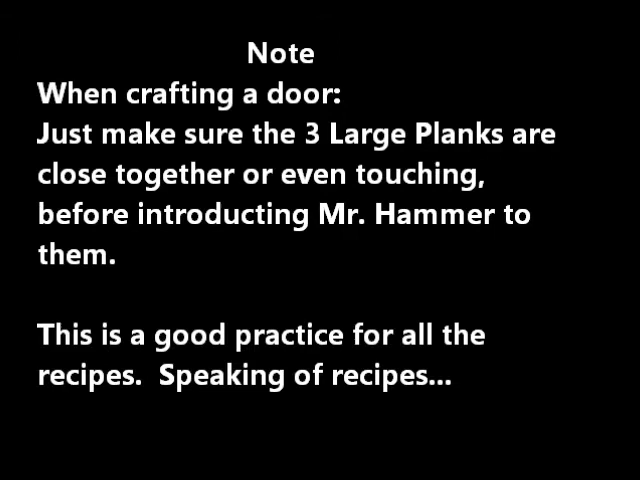 Note
When crafting a door:
Just make sure the 3 Large Planks are
close together or even touching,
before introducting Mr. Hammer to
them.
This is a good practice for all the
recipes.  Speaking of recipes...